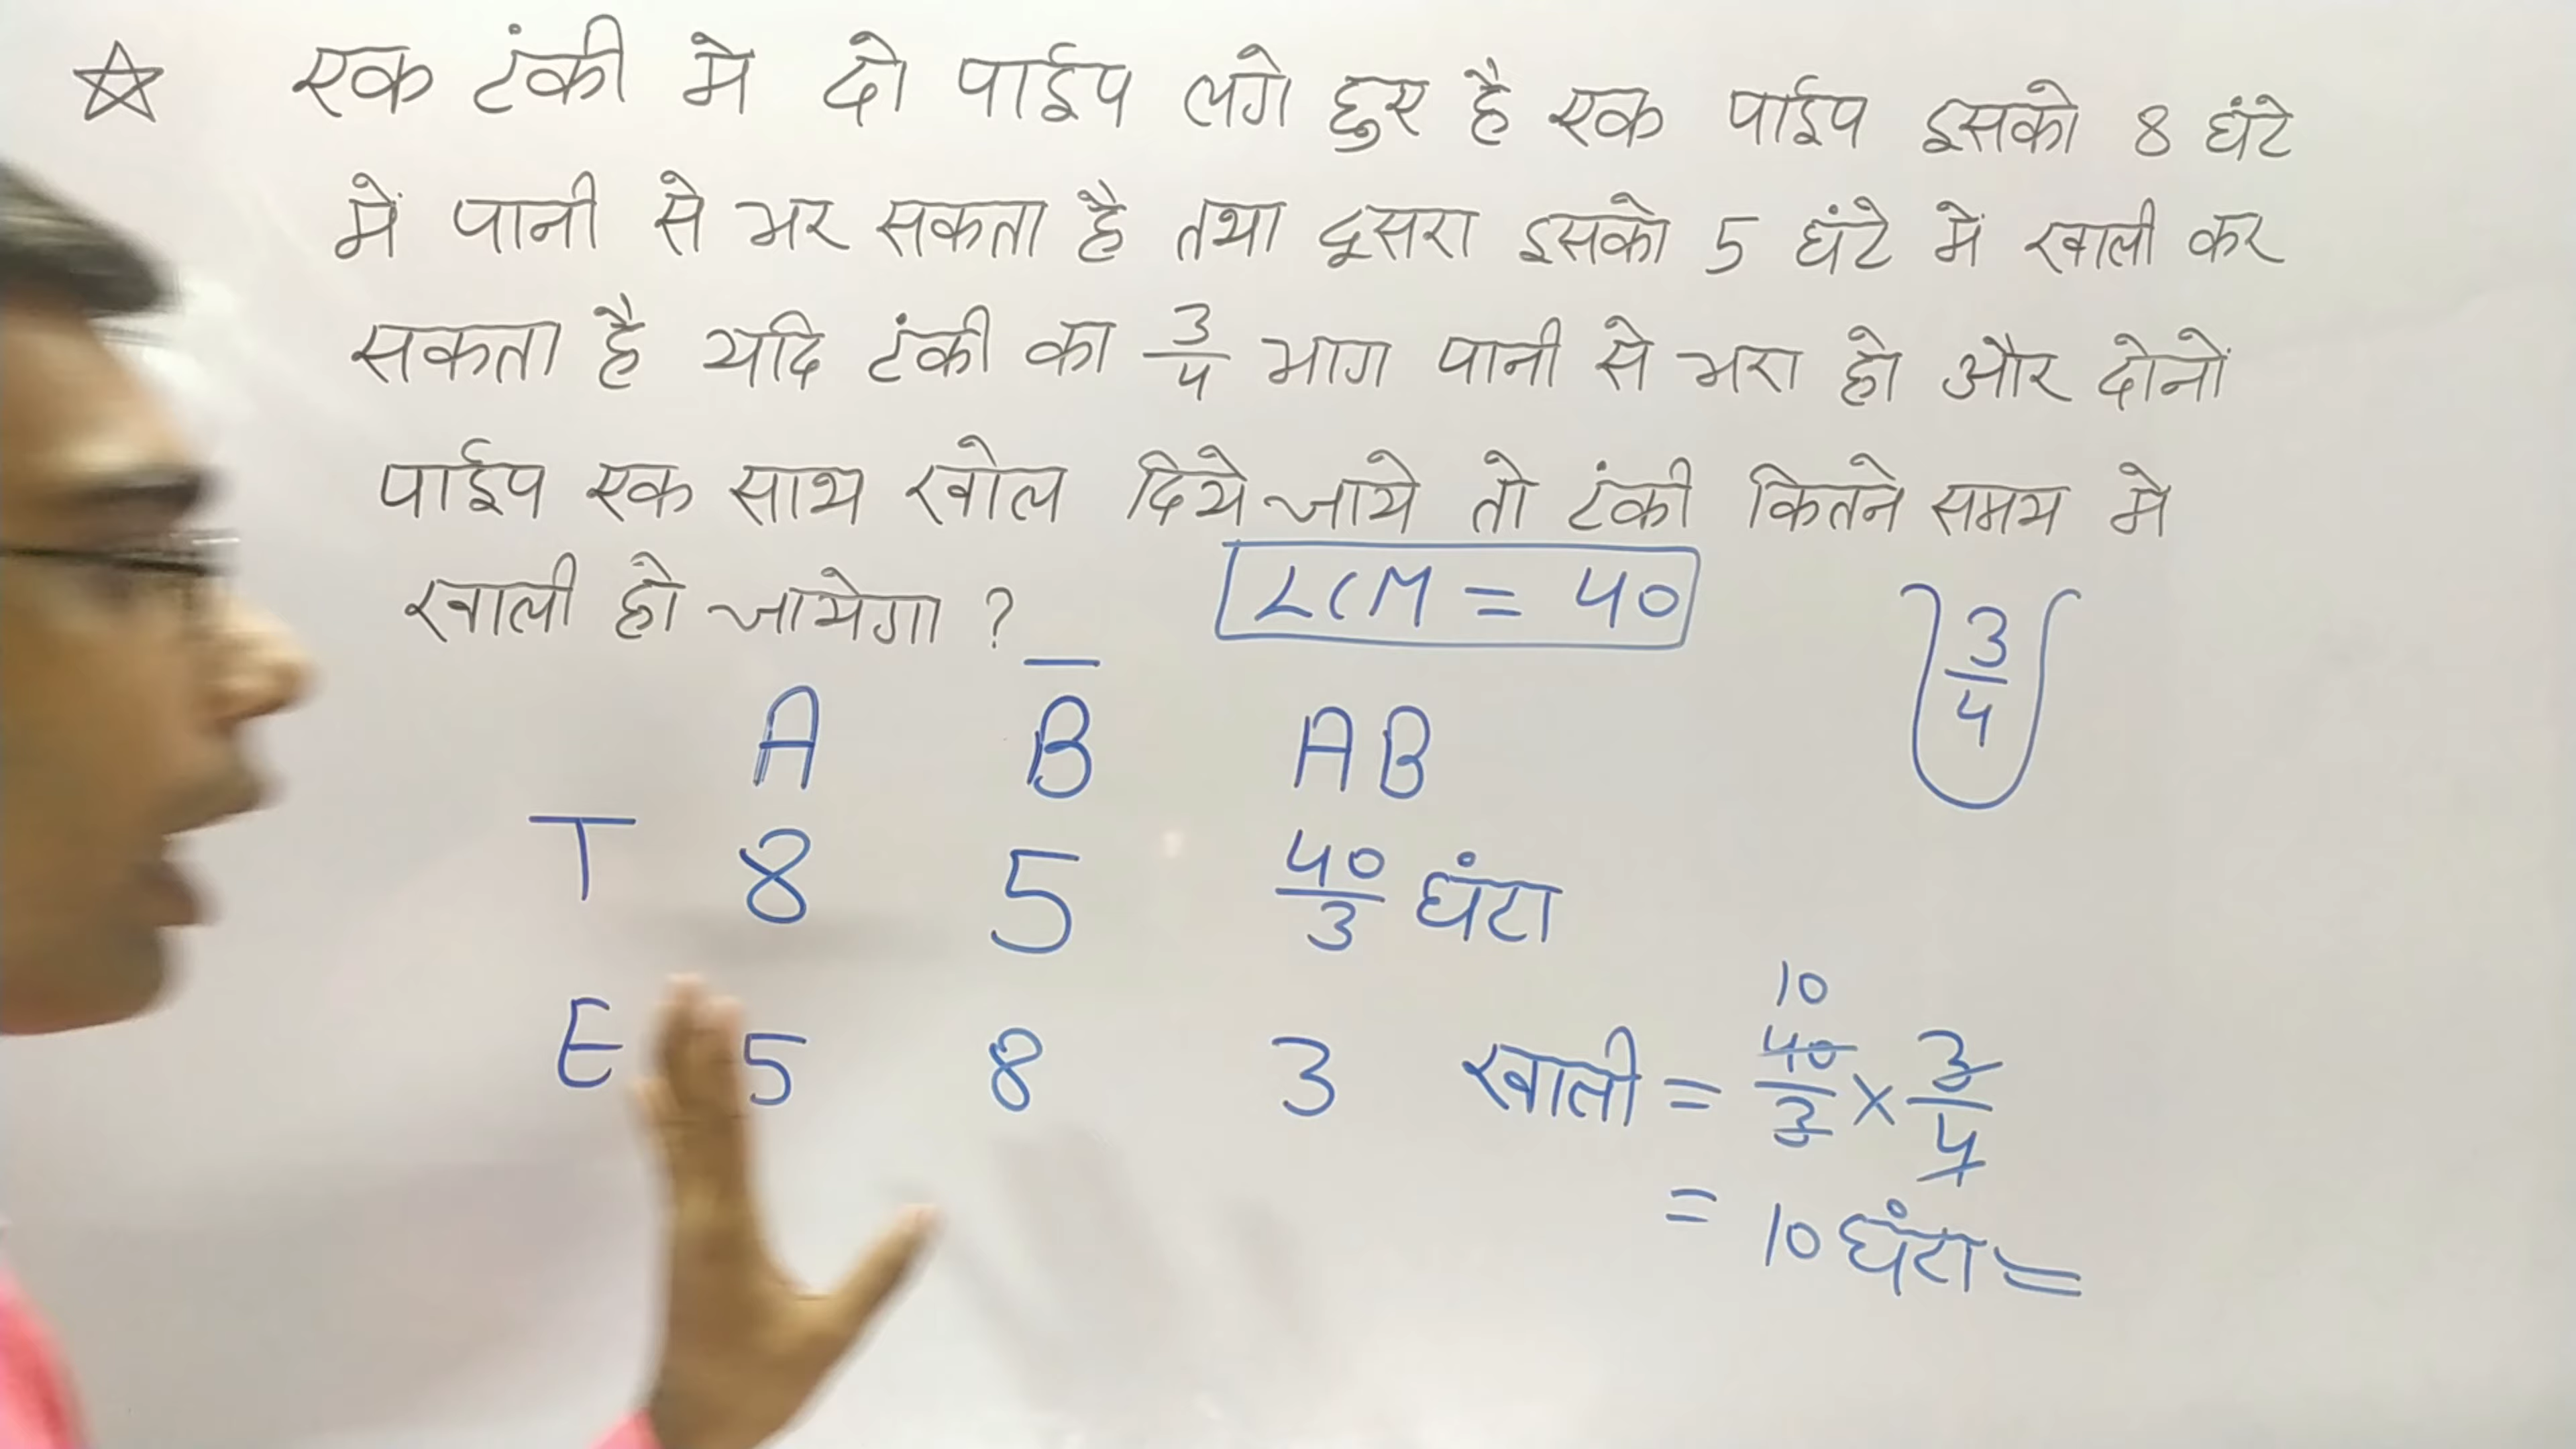 एक टंकी मे दो पाईप लगे हुए है एक पाईप इसको 8 घंटे
में पानी से भर सकता है तथा दूसरा इसको 5 घंटे में खाली कर
सकता है यदि टंकी का 3/4 भाग पानी से भरा हो और दोनों
पाईप एक साथ खोल दिये जाये तो टंकी कितने समय मे
खाली हो जायेगा ?
LCM = 40
3/4
A B AB
T 8 5 40/3 घंटा
E 5 8 3 खाली = 40/3 × 3/4
10
= 10 घंटा